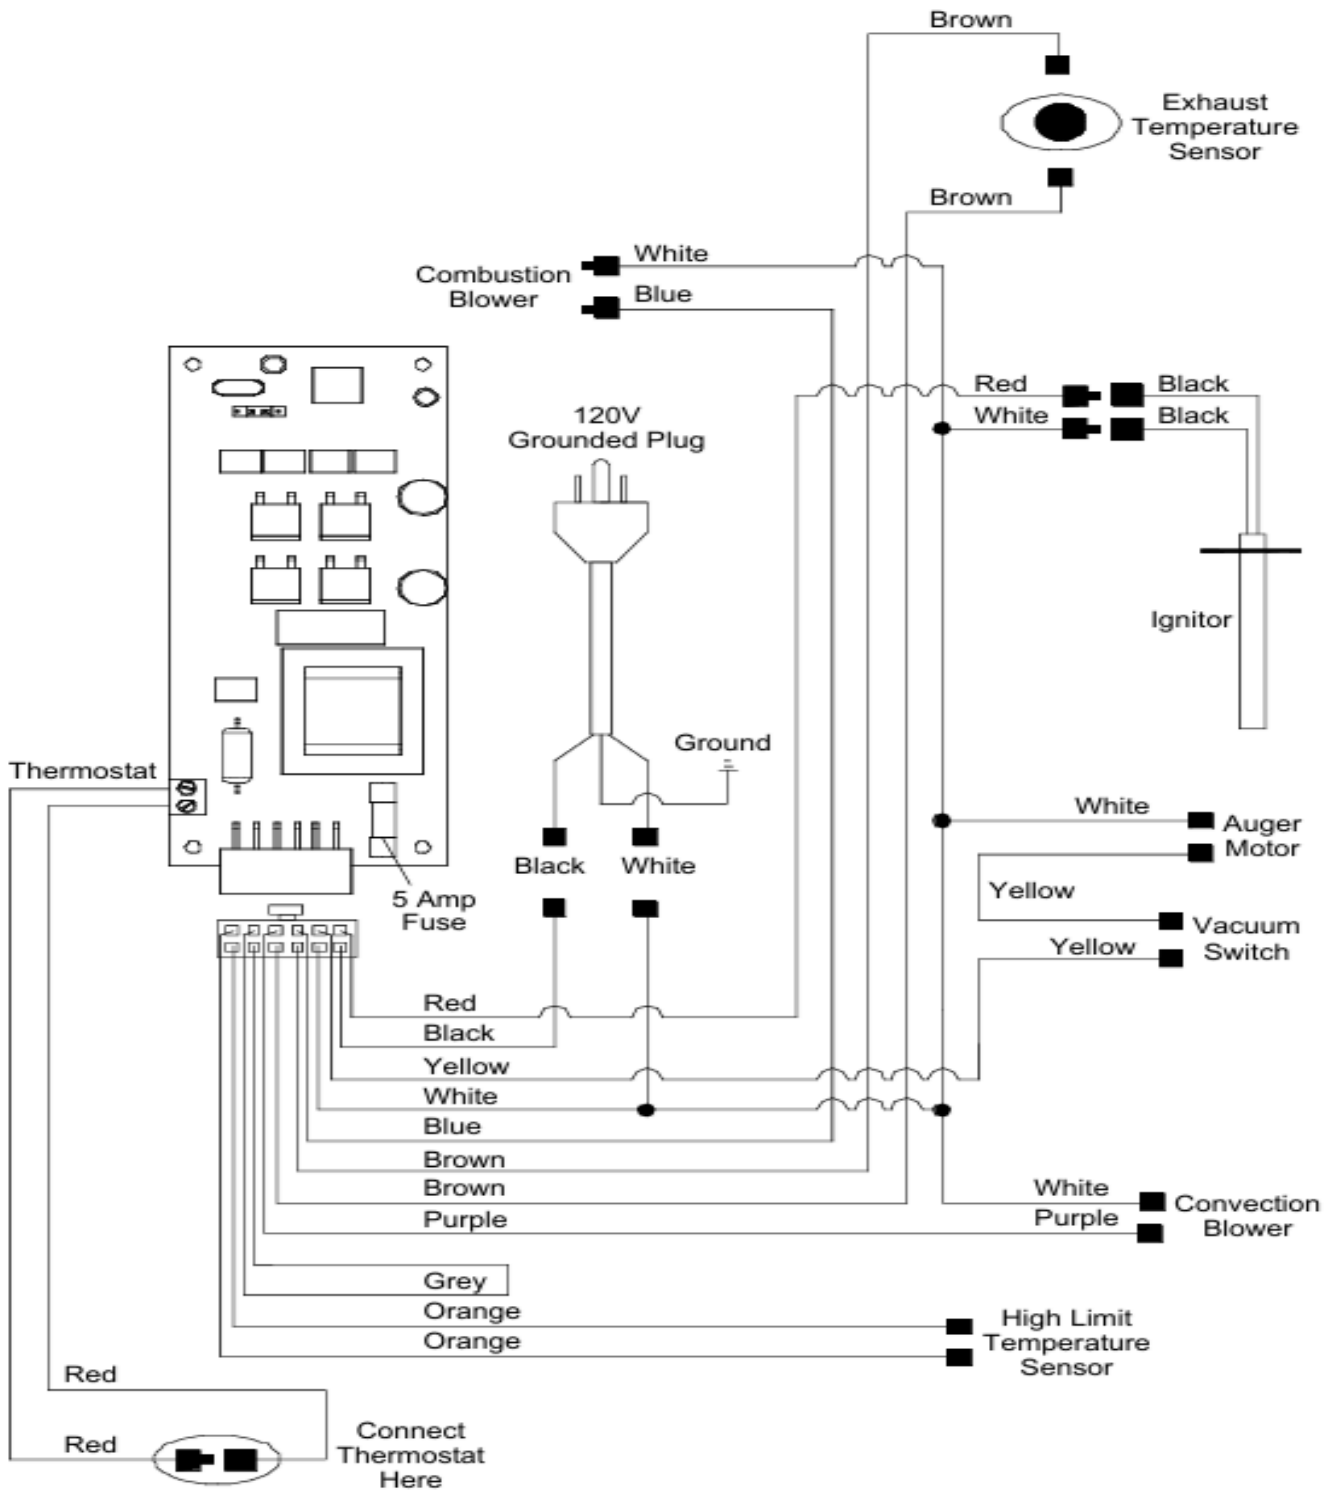 Brown
Exhaust
Temperature
Sensor
Brown
White
Combustion
Blower
Blue
Red
Black
White
Black
120V
Grounded Plug
Ignitor
Ground
Thermostat
White
Auger
Motor
Black
White
Yellow
5 Amp
Fuse
Vacuum
Switch
Yellow
Red
Black
Yellow
White
Blue
Brown
Brown
Purple
White
Purple
Convection
Blower
Grey
Orange
Orange
High Limit
Temperature
Sensor
Red
Red
Connect
Thermostat
Here